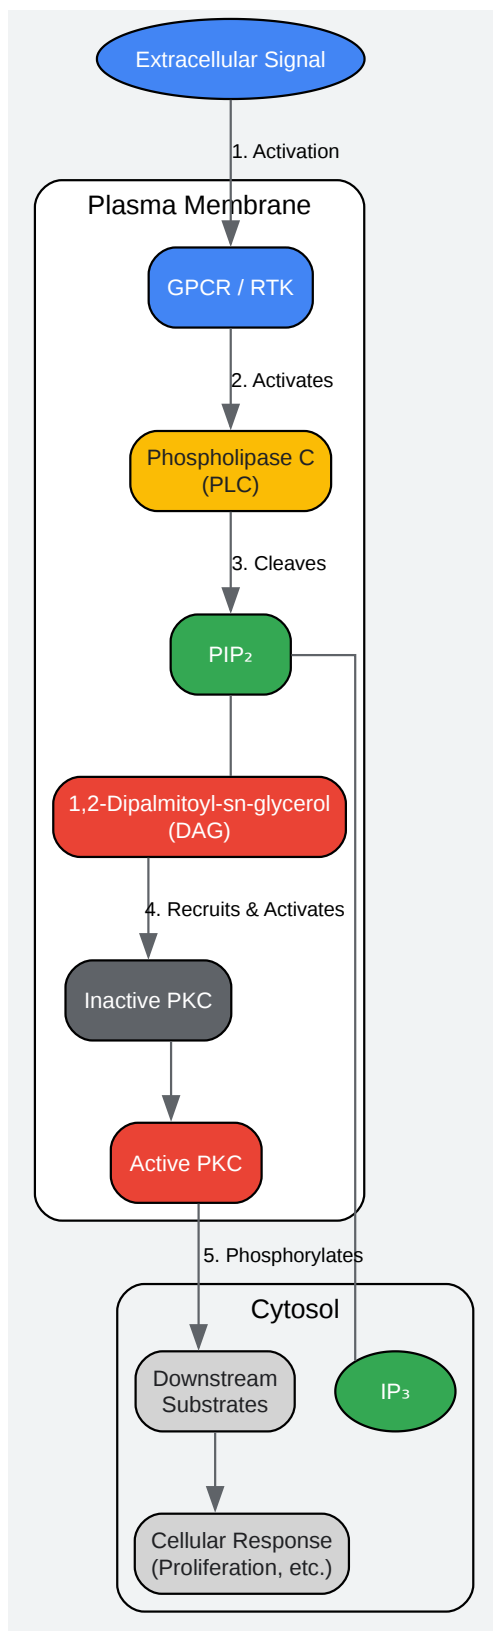 Extracellular Signal
1. Activation
Plasma Membrane
GPCR / RTK
2. Activates
Phospholipase C
(PLC)
3. Cleaves
PIP₂
1,2-Dipalmitoyl-sn-glycerol
(DAG)
4. Recruits & Activates
Inactive PKC
Active PKC
5. Phosphorylates
Cytosol
Downstream
Substrates
IP₃
Cellular Response
(Proliferation, etc.)